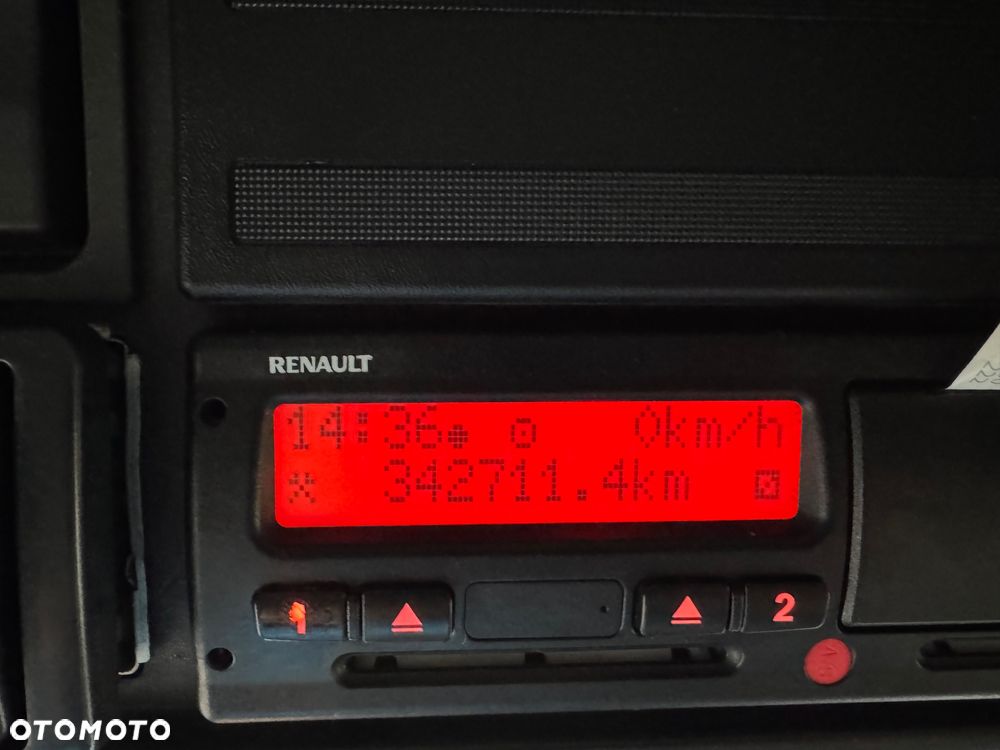 RENAULT
14:36 0km/h
342711.4km
1 2
OTOMOTO